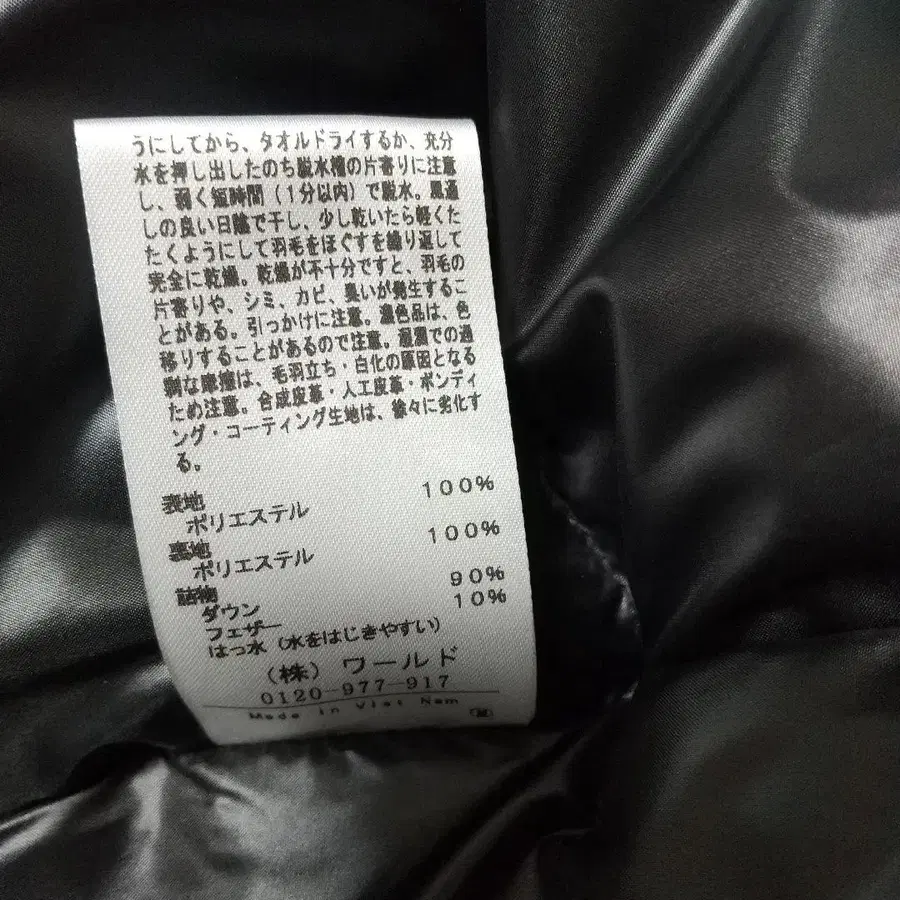 うにしてから、タオルドライするか、充分
水を押し出したのち脱水槽の片寄りに注意
し、弱く短時間（１分以内）で脱水。風通
しの良い日陰で干し、少し乾いたら軽くた
たくようにして羽毛をほぐすを繰り返して
完全に乾燥。乾燥が不十分ですと、羽毛の
片寄りや、シミ、カビ、臭いが発生するこ
とがある。引っかけに注意。濃色品は、色
移りすることがあるので注意。湿潤での過
剰な摩擦は、毛羽立ち・白化の原因となる
ため注意。合成皮革・人工皮革・ボンディ
ング・コーティング生地は、徐々に劣化す
る。
表地
ポリエステル 100%
裏地
ポリエステル 100%
詰物
ダウン 90%
フェザー 10%
はっ水（水をはじきやすい）
（株）ワールド
0120-977-917
Made in Viet Nam